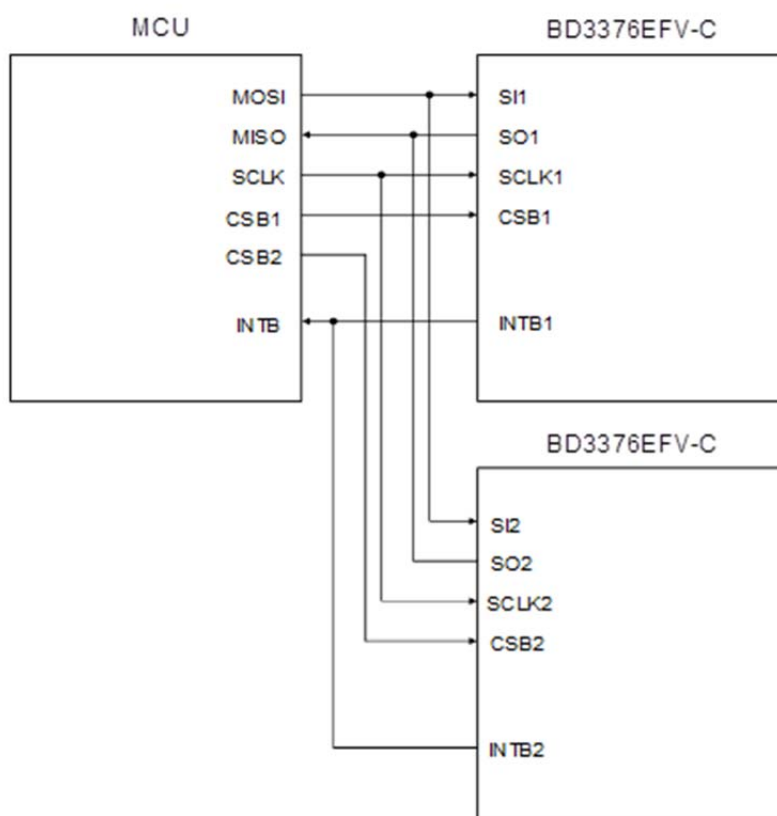 MCU
BD3376EFV-C
MOSI
SI1
MISO
SO1
SCLK
SCLK1
CSB1
CSB1
CSB2
INTB
INTB1
BD3376EFV-C
SI2
SO2
SCLK2
CSB2
INTB2